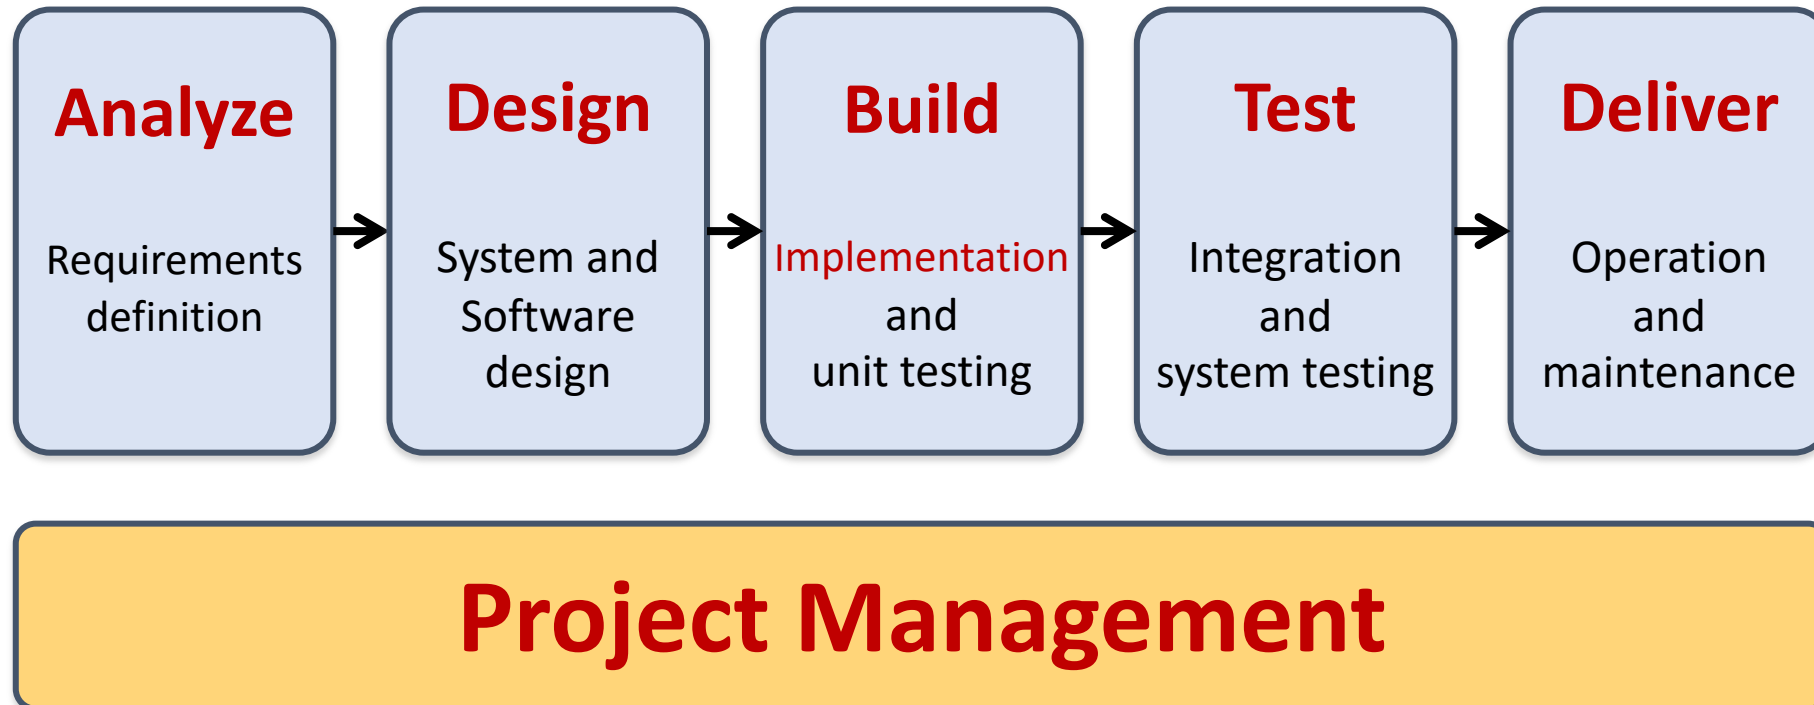 Analyze
Requirements
definition
Design
System and
Software
design
Build
Implementation
and
unit testing
Test
Integration
and
system testing
Deliver
Operation
and
maintenance
Project Management